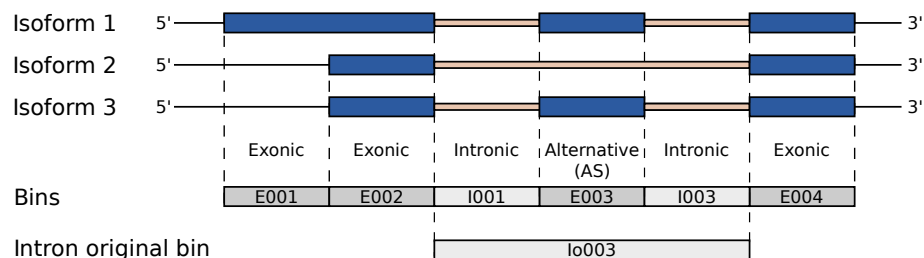 Isoform 1 5' 3'
Isoform 2 5' 3'
Isoform 3 5' 3'
Exonic Exonic Intronic Alternative Intronic Exonic
(AS)
Bins E001 E002 I001 E003 I003 E004
Intron original bin Io003